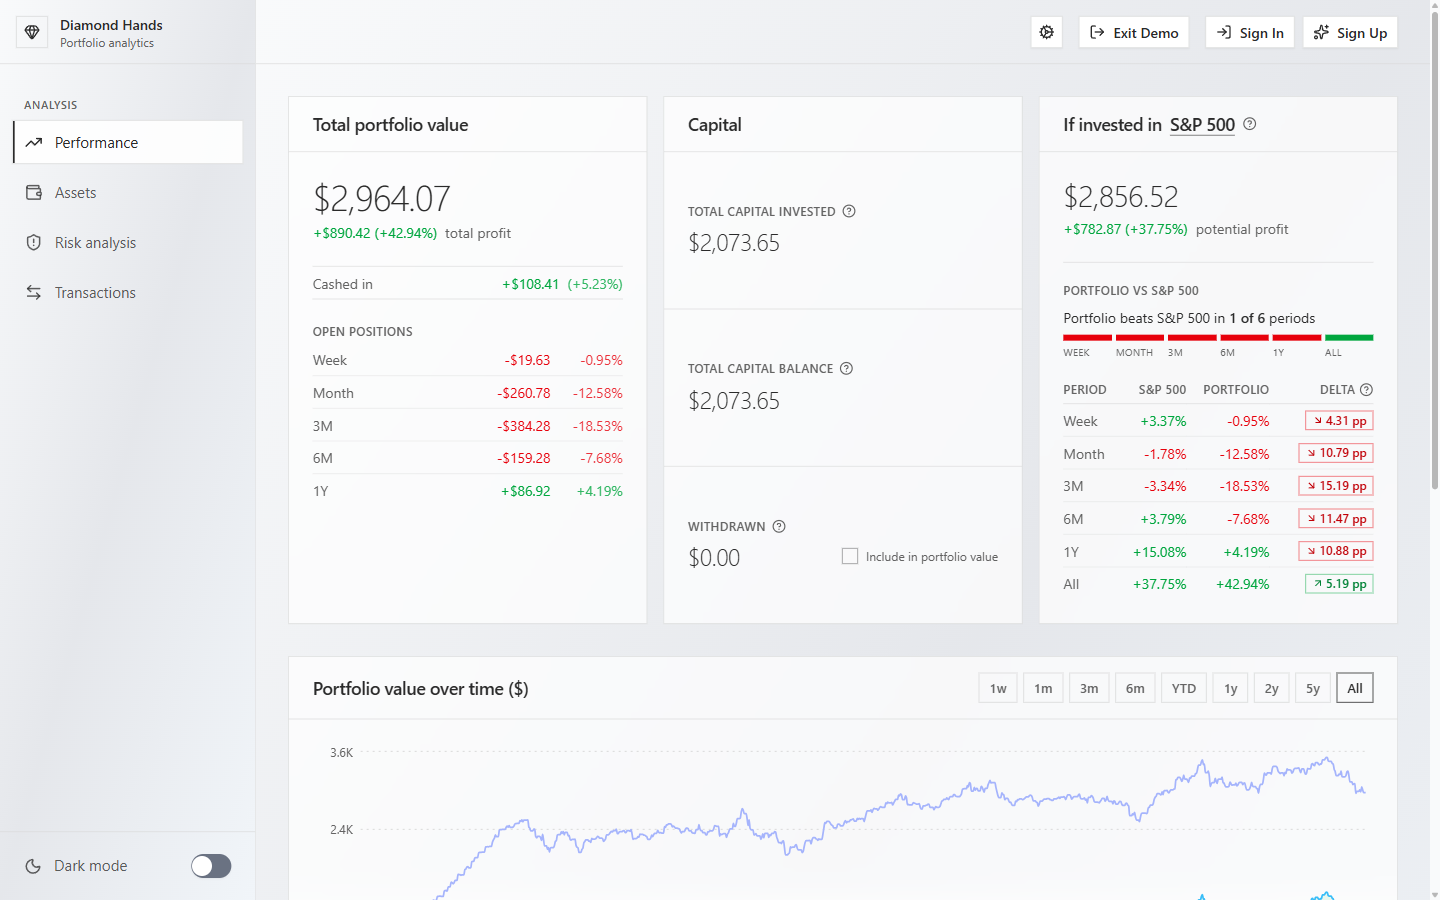 Diamond Hands
Portfolio analytics
Exit Demo
Sign In
Sign Up
ANALYSIS
Performance
Assets
Risk analysis
Transactions
Dark mode
Total portfolio value
$2,964.07
+$890.42 (+42.94%) total profit
Cashed in +$108.41 (+5.23%)
OPEN POSITIONS
Week -$19.63 -0.95%
Month -$260.78 -12.58%
3M -$384.28 -18.53%
6M -$159.28 -7.68%
1Y +$86.92 +4.19%
Capital
TOTAL CAPITAL INVESTED
$2,073.65
TOTAL CAPITAL BALANCE
$2,073.65
WITHDRAWN
$0.00
Include in portfolio value
If invested in S&P 500
$2,856.52
+$782.87 (+37.75%) potential profit
PORTFOLIO VS S&P 500
Portfolio beats S&P 500 in 1 of 6 periods
WEEK MONTH 3M 6M 1Y ALL
PERIOD S&P 500 PORTFOLIO DELTA
Week +3.37% -0.95% 4.31 pp
Month -1.78% -12.58% 10.79 pp
3M -3.34% -18.53% 15.19 pp
6M +3.79% -7.68% 11.47 pp
1Y +15.08% +4.19% 10.88 pp
All +37.75% +42.94% 5.19 pp
Portfolio value over time ($)
1w 1m 3m 6m YTD 1y 2y 5y All
3.6K
2.4K